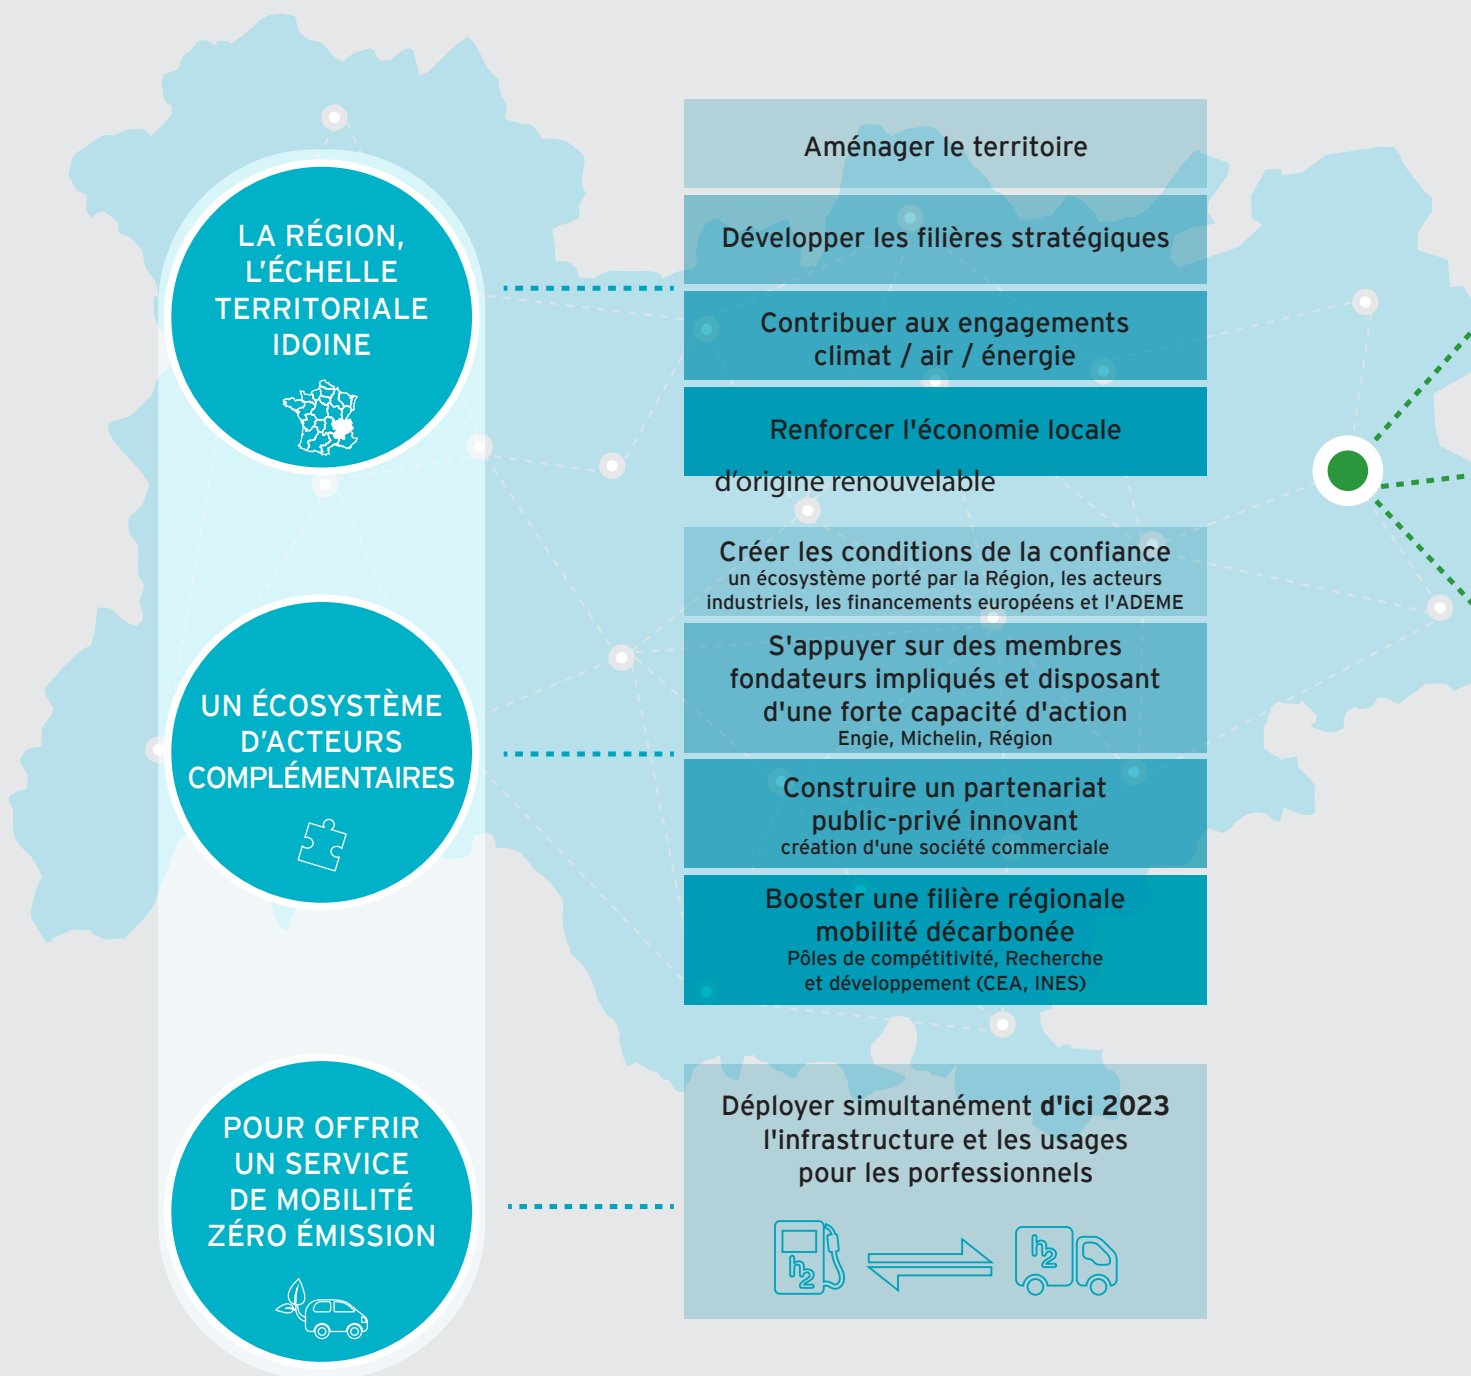 LA RÉGION,
L'ÉCHELLE
TERRITORIALE
IDOINE
Aménager le territoire
Développer les filières stratégiques
Contribuer aux engagements
climat / air / énergie
Renforcer l'économie locale
d’origine renouvelable
UN ÉCOSYSTÈME
D'ACTEURS
COMPLÉMENTAIRES
Créer les conditions de la confiance
un écosystème porté par la Région, les acteurs
industriels, les financements européens et l'ADEME
S'appuyer sur des membres
fondateurs impliqués et disposant
d'une forte capacité d'action
Engie, Michelin, Région
Construire un partenariat
public-privé innovant
création d'une société commerciale
Booster une filière régionale
mobilité décarbonée
Pôles de compétitivité, Recherche
et développement (CEA, INES)
POUR OFFRIR
UN SERVICE
DE MOBILITÉ
ZÉRO ÉMISSION
Déployer simultanément d'ici 2023
l'infrastructure et les usages
pour les porfessionnels
h2
h2